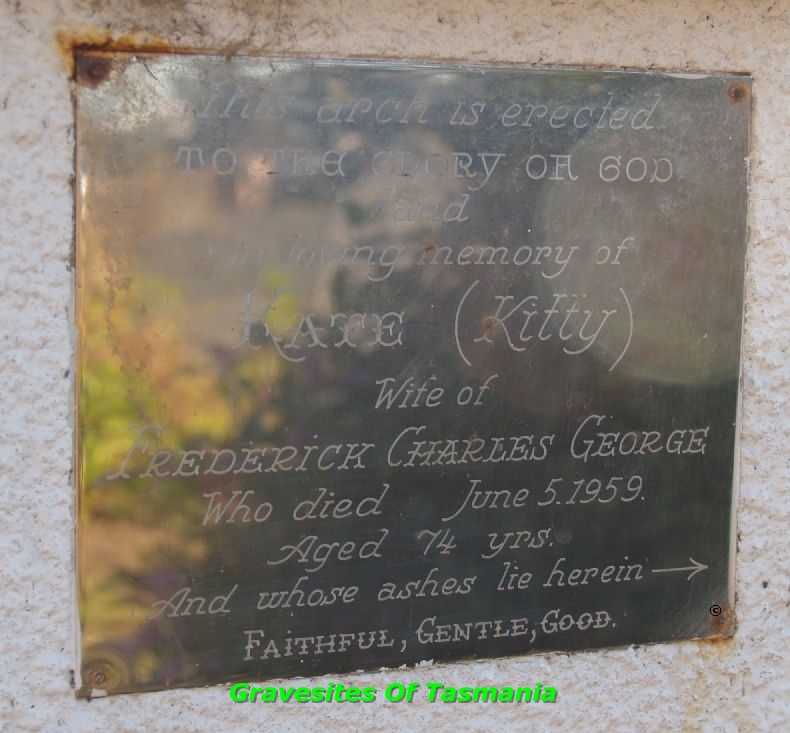 This arch is erected
TO THE GLORY OF GOD
and
In loving memory of
KATE (Kitty)
Wife of
FREDERICK CHARLES GEORGE
Who died June 5. 1959.
Aged 74 yrs.
And whose ashes lie herein →
FAITHFUL, GENTLE, GOOD.
©
Gravesites Of Tasmania